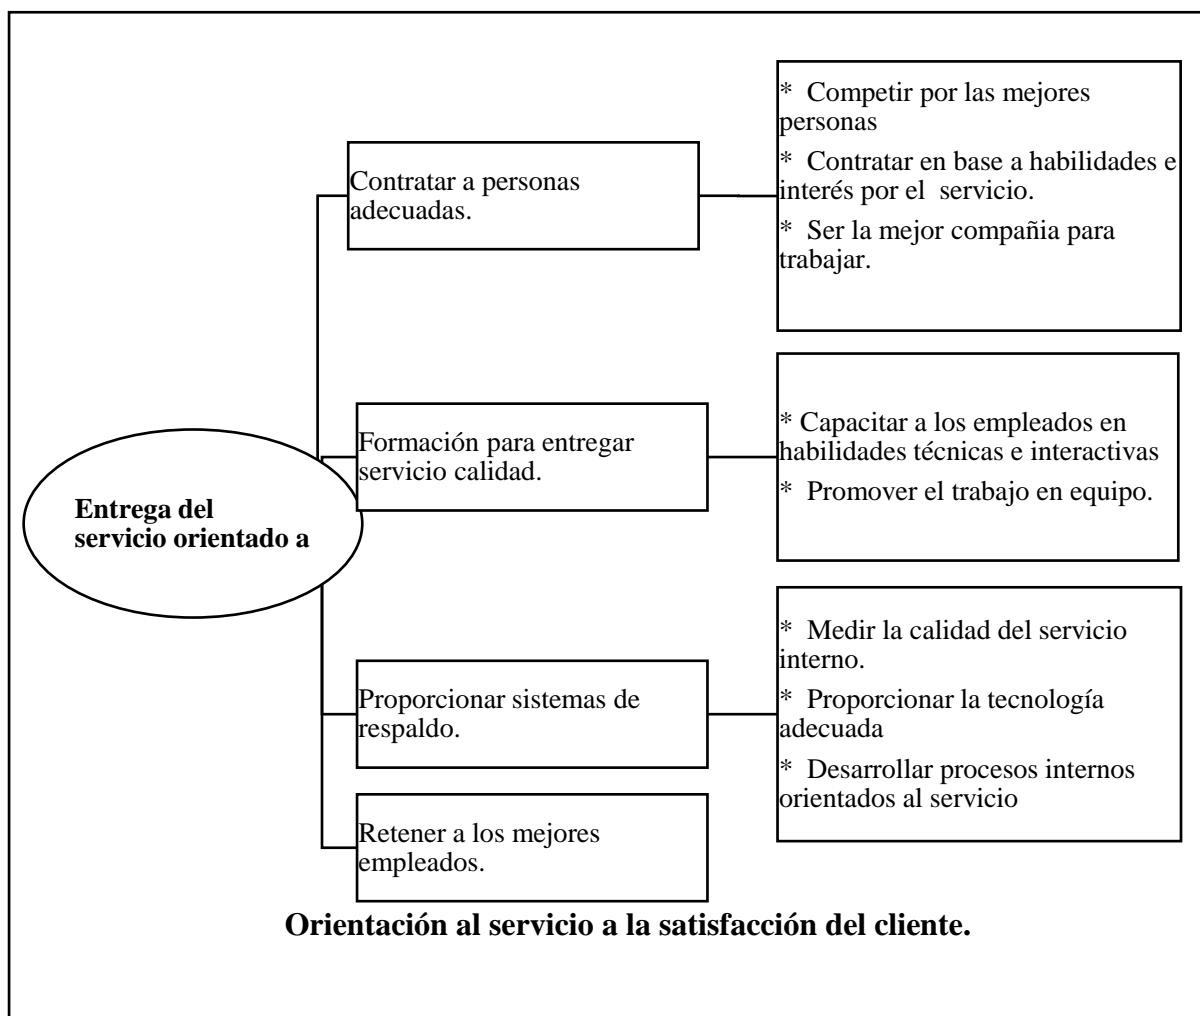 * Competir por las mejores
personas
* Contratar en base a habilidades e
interés por el servicio.
* Ser la mejor compañia para
trabajar.
Contratar a personas
adecuadas.
* Capacitar a los empleados en
habilidades técnicas e interactivas
* Promover el trabajo en equipo.
Formación para entregar
servicio calidad.
Entrega del
servicio orientado a
* Medir la calidad del servicio
interno.
* Proporcionar la tecnología
adecuada
* Desarrollar procesos internos
orientados al servicio
Proporcionar sistemas de
respaldo.
Retener a los mejores
empleados.
Orientación al servicio a la satisfacción del cliente.